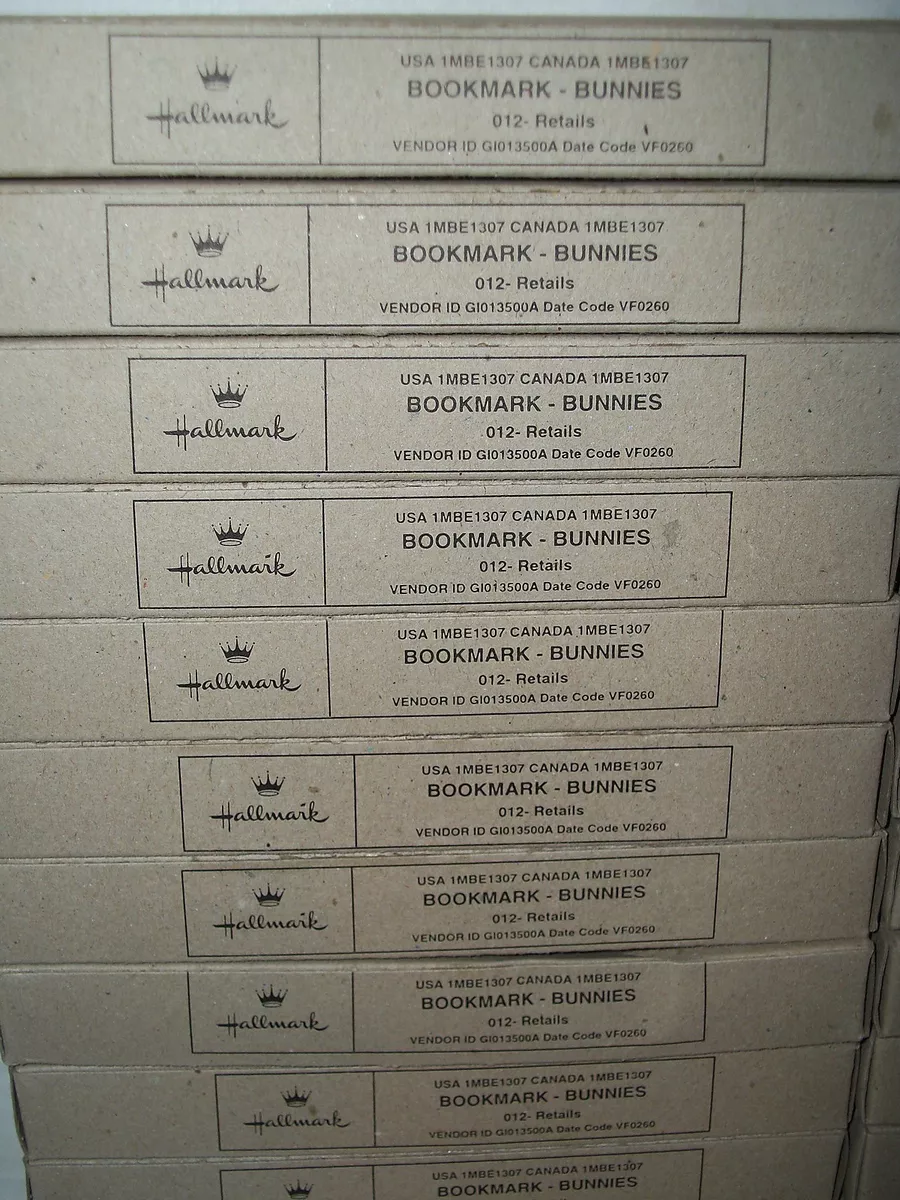 Hallmark
USA 1MBE1307 CANADA 1MBE1307
BOOKMARK - BUNNIES
012- Retails
VENDOR ID GI013500A Date Code VF0260
Hallmark
USA 1MBE1307 CANADA 1MBE1307
BOOKMARK - BUNNIES
012- Retails
VENDOR ID GI013500A Date Code VF0260
Hallmark
USA 1MBE1307 CANADA 1MBE1307
BOOKMARK - BUNNIES
012- Retails
VENDOR ID GI013500A Date Code VF0260
Hallmark
USA 1MBE1307 CANADA 1MBE1307
BOOKMARK - BUNNIES
012- Retails
VENDOR ID GI013500A Date Code VF0260
Hallmark
USA 1MBE1307 CANADA 1MBE1307
BOOKMARK - BUNNIES
012- Retails
VENDOR ID GI013500A Date Code VF0260
Hallmark
USA 1MBE1307 CANADA 1MBE1307
BOOKMARK - BUNNIES
012- Retails
VENDOR ID GI013500A Date Code VF0260
Hallmark
USA 1MBE1307 CANADA 1MBE1307
BOOKMARK - BUNNIES
012- Retails
VENDOR ID GI013500A Date Code VF0260
Hallmark
USA 1MBE1307 CANADA 1MBE1307
BOOKMARK - BUNNIES
012- Retails
VENDOR ID GI013500A Date Code VF0260
Hallmark
USA 1MBE1307 CANADA 1MBE1307
BOOKMARK - BUNNIES
012- Retails
VENDOR ID GI013500A Date Code VF0260
USA 1MBE1307 CANADA 1MBE1307
BOOKMARK - BUNNIES